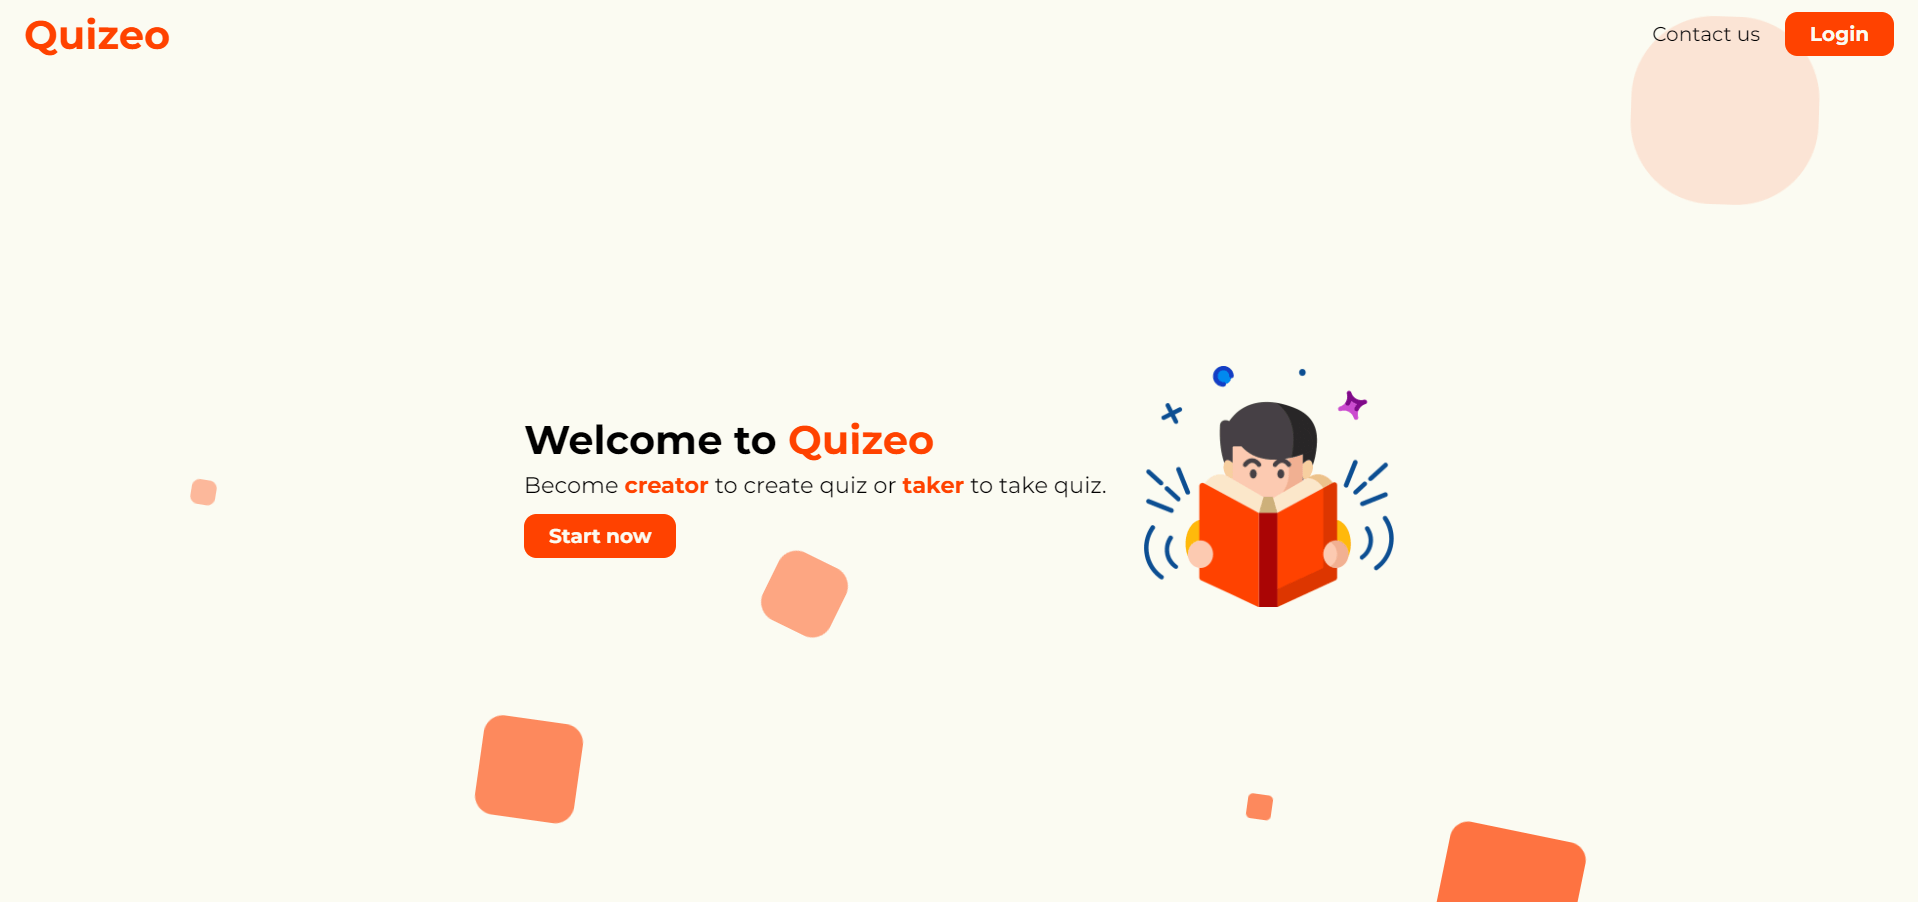 Quizeo
Contact us
Login
Welcome to Quizeo
Become creator to create quiz or taker to take quiz.
Start now